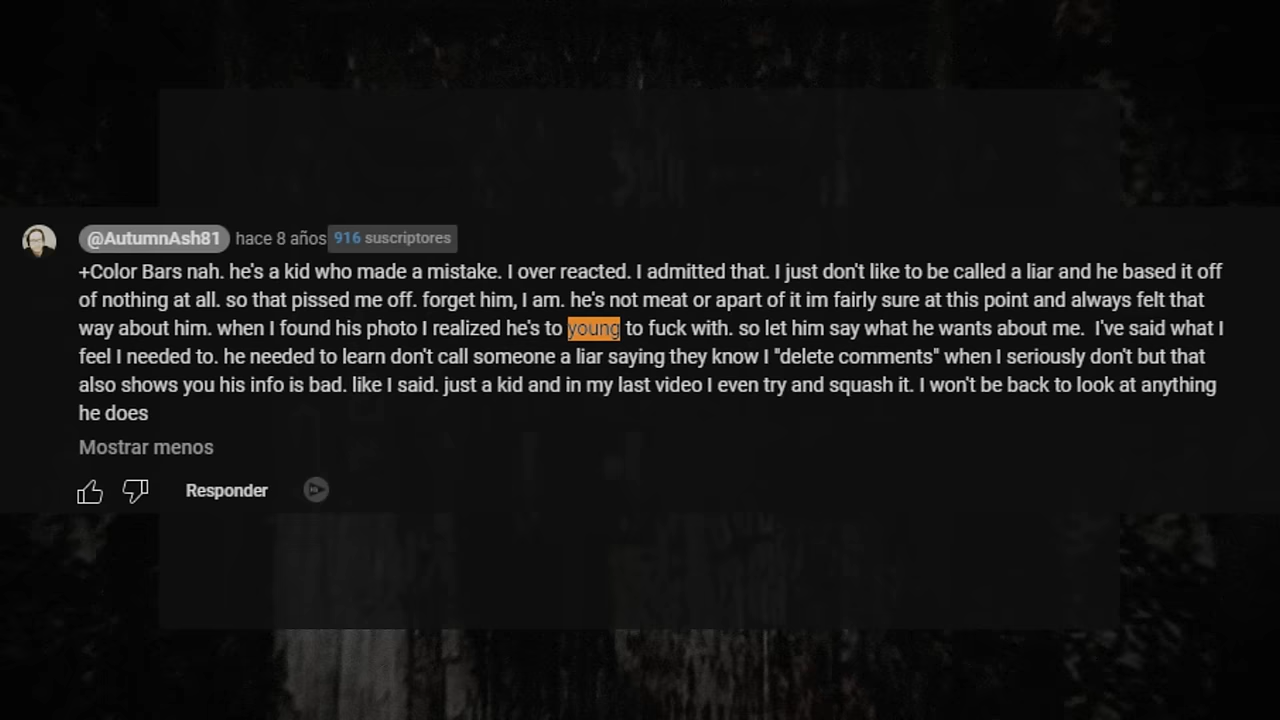 @AutumnAsh81 hace 8 años 916 suscriptores
+Color Bars nah. he's a kid who made a mistake. I over reacted. I admitted that. I just don't like to be called a liar and he based it off
of nothing at all. so that pissed me off. forget him, I am. he's not meat or apart of it im fairly sure at this point and always felt that
way about him. when I found his photo I realized he's to young to fuck with. so let him say what he wants about me. I've said what I
feel I needed to. he needed to learn don't call someone a liar saying they know I "delete comments" when I seriously don't but that
also shows you his info is bad. like I said. just a kid and in my last video I even try and squash it. I won't be back to look at anything
he does
Mostrar menos
Responder